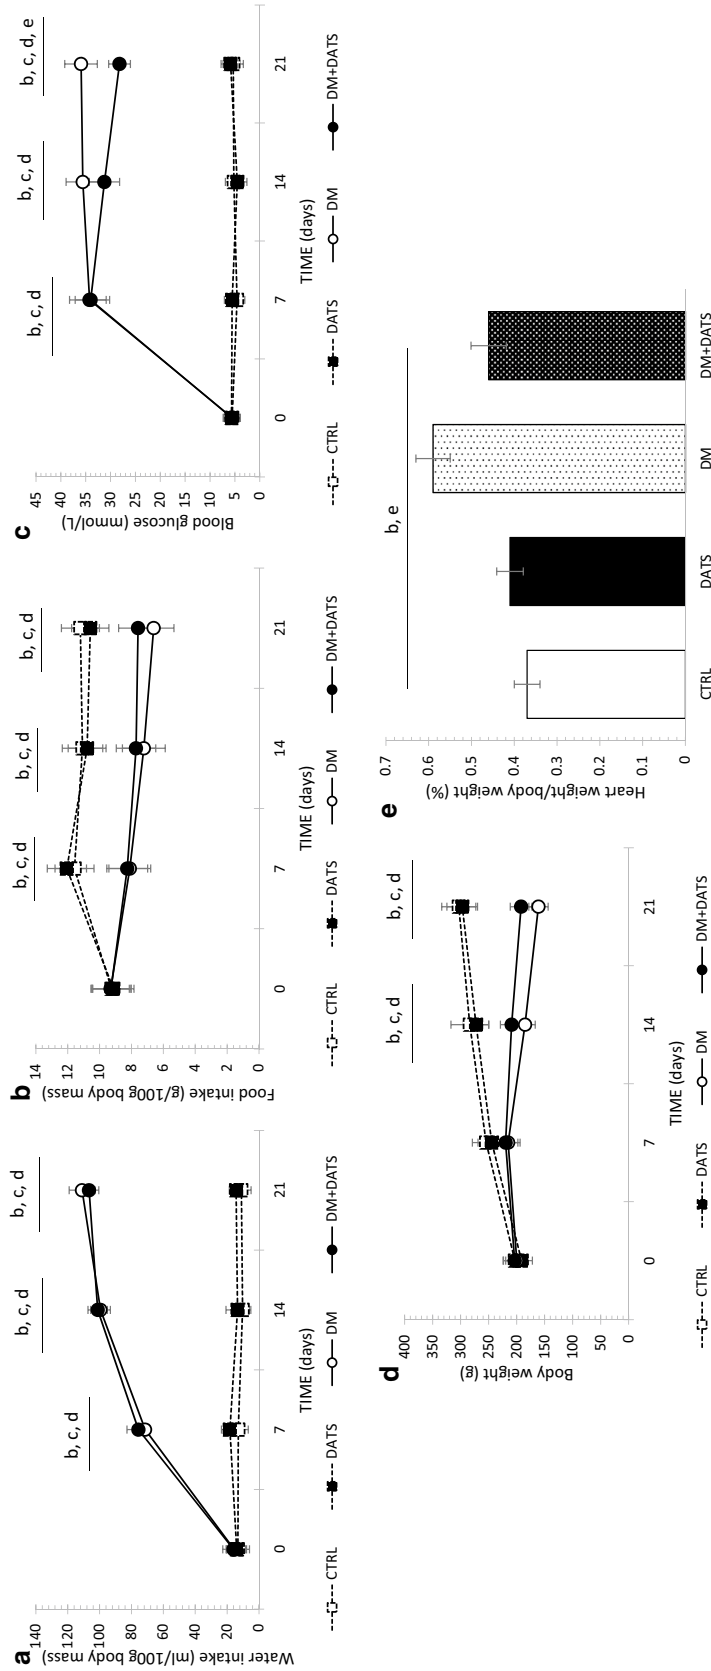 a
Water intake (ml/100g body mass)
140
120
100
80
60
40
20
0
b, c, d
b, c, d
b, c, d
0
7
14
21
TIME (days)
CTRL
DATS
DM
DM+DATS
b
Food intake (g/100g body mass)
14
12
10
8
6
4
2
0
b, c, d
b, c, d
b, c, d
0
7
14
21
TIME (days)
CTRL
DATS
DM
DM+DATS
c
Blood glucose (mmol/L)
45
40
35
30
25
20
15
10
5
0
b, c, d
b, c, d
b, c, d, e
0
7
14
21
TIME (days)
CTRL
DATS
DM
DM+DATS
d
Body weight (g)
400
350
300
250
200
150
100
50
0
b, c, d
b, c, d
0
7
14
21
TIME (days)
CTRL
DATS
DM
DM+DATS
e
Heart weight/body weight (%)
0.7
0.6
0.5
0.4
0.3
0.2
0.1
0
b, e
CTRL
DATS
DM
DM+DATS